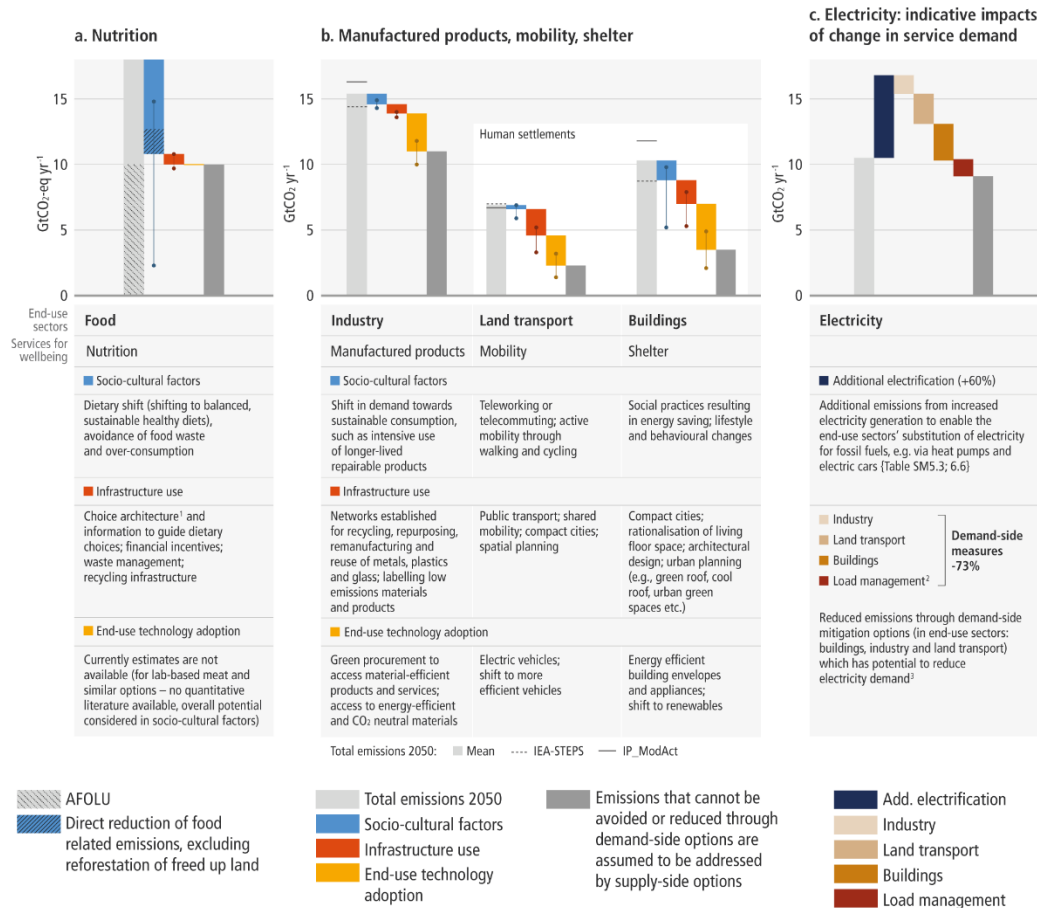 a. Nutrition
b. Manufactured products, mobility, shelter
c. Electricity: indicative impacts
of change in service demand
GtCO₂-eq yr⁻¹
15
10
5
0
GtCO₂ yr⁻¹
15
10
5
0
Human settlements
GtCO₂ yr⁻¹
15
10
5
0
End-use
sectors
Services for
wellbeing
Food
Nutrition
Socio-cultural factors
Dietary shift (shifting to balanced,
sustainable healthy diets),
avoidance of food waste
and over-consumption
Infrastructure use
Choice architecture¹ and
information to guide dietary
choices; financial incentives;
waste management;
recycling infrastructure
End-use technology adoption
Currently estimates are not
available (for lab-based meat and
similar options – no quantitative
literature available, overall potential
considered in socio-cultural factors)
Industry
Land transport
Buildings
Manufactured products
Mobility
Shelter
Socio-cultural factors
Shift in demand towards
sustainable consumption,
such as intensive use
of longer-lived
repairable products
Teleworking or
telecommuting; active
mobility through
walking and cycling
Social practices resulting
in energy saving; lifestyle
and behavioural changes
Infrastructure use
Networks established
for recycling, repurposing,
remanufacturing and
reuse of metals, plastics
and glass; labelling low
emissions materials
and products
Public transport; shared
mobility; compact cities;
spatial planning
Compact cities;
rationalisation of living
floor space; architectural
design; urban planning
(e.g., green roof, cool
roof, urban green
spaces etc.)
End-use technology adoption
Green procurement to
access material-efficient
products and services;
access to energy-efficient
and CO₂ neutral materials
Electric vehicles;
shift to more
efficient vehicles
Energy efficient
building envelopes
and appliances;
shift to renewables
Total emissions 2050: Mean IEA-STEPS IP_ModAct
Electricity
Additional electrification (+60%)
Additional emissions from increased
electricity generation to enable the
end-use sectors' substitution of electricity
for fossil fuels, e.g. via heat pumps and
electric cars {Table SM5.3; 6.6}
Industry
Land transport
Buildings
Load management²
Demand-side
measures
-73%
Reduced emissions through demand-side
mitigation options (in end-use sectors:
buildings, industry and land transport)
which has potential to reduce
electricity demand³
AFOLU
Direct reduction of food
related emissions, excluding
reforestation of freed up land
Total emissions 2050
Socio-cultural factors
Infrastructure use
End-use technology
adoption
Emissions that cannot be
avoided or reduced through
demand-side options are
assumed to be addressed
by supply-side options
Add. electrification
Industry
Land transport
Buildings
Load management